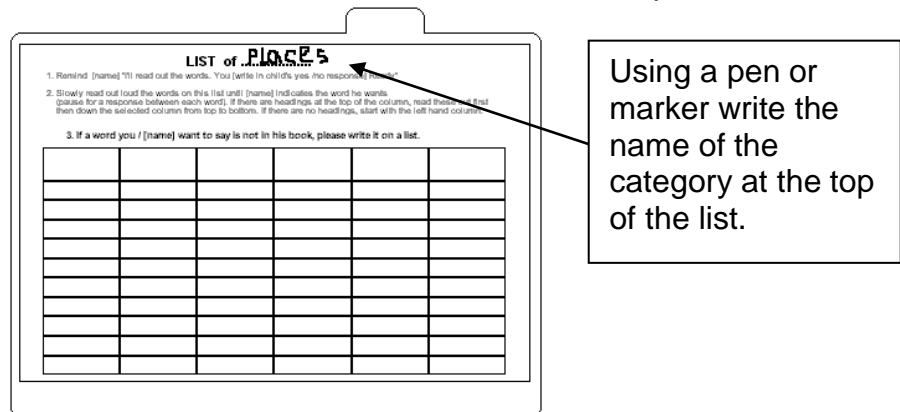 LIST of Places
1. Remind [name] "I'll read out the words. You [write in child's yes /no response] Ready"
2. Slowly read out loud the words on this list until [name] indicates the word he wants
(pause for a response between each word). If there are headings at the top of the column, read these out first
then down the selected column from top to bottom. If there are no headings, start with the left hand column.
3. If a word you / [name] want to say is not in his book, please write it on a list.
Using a pen or
marker write the
name of the
category at the top
of the list.